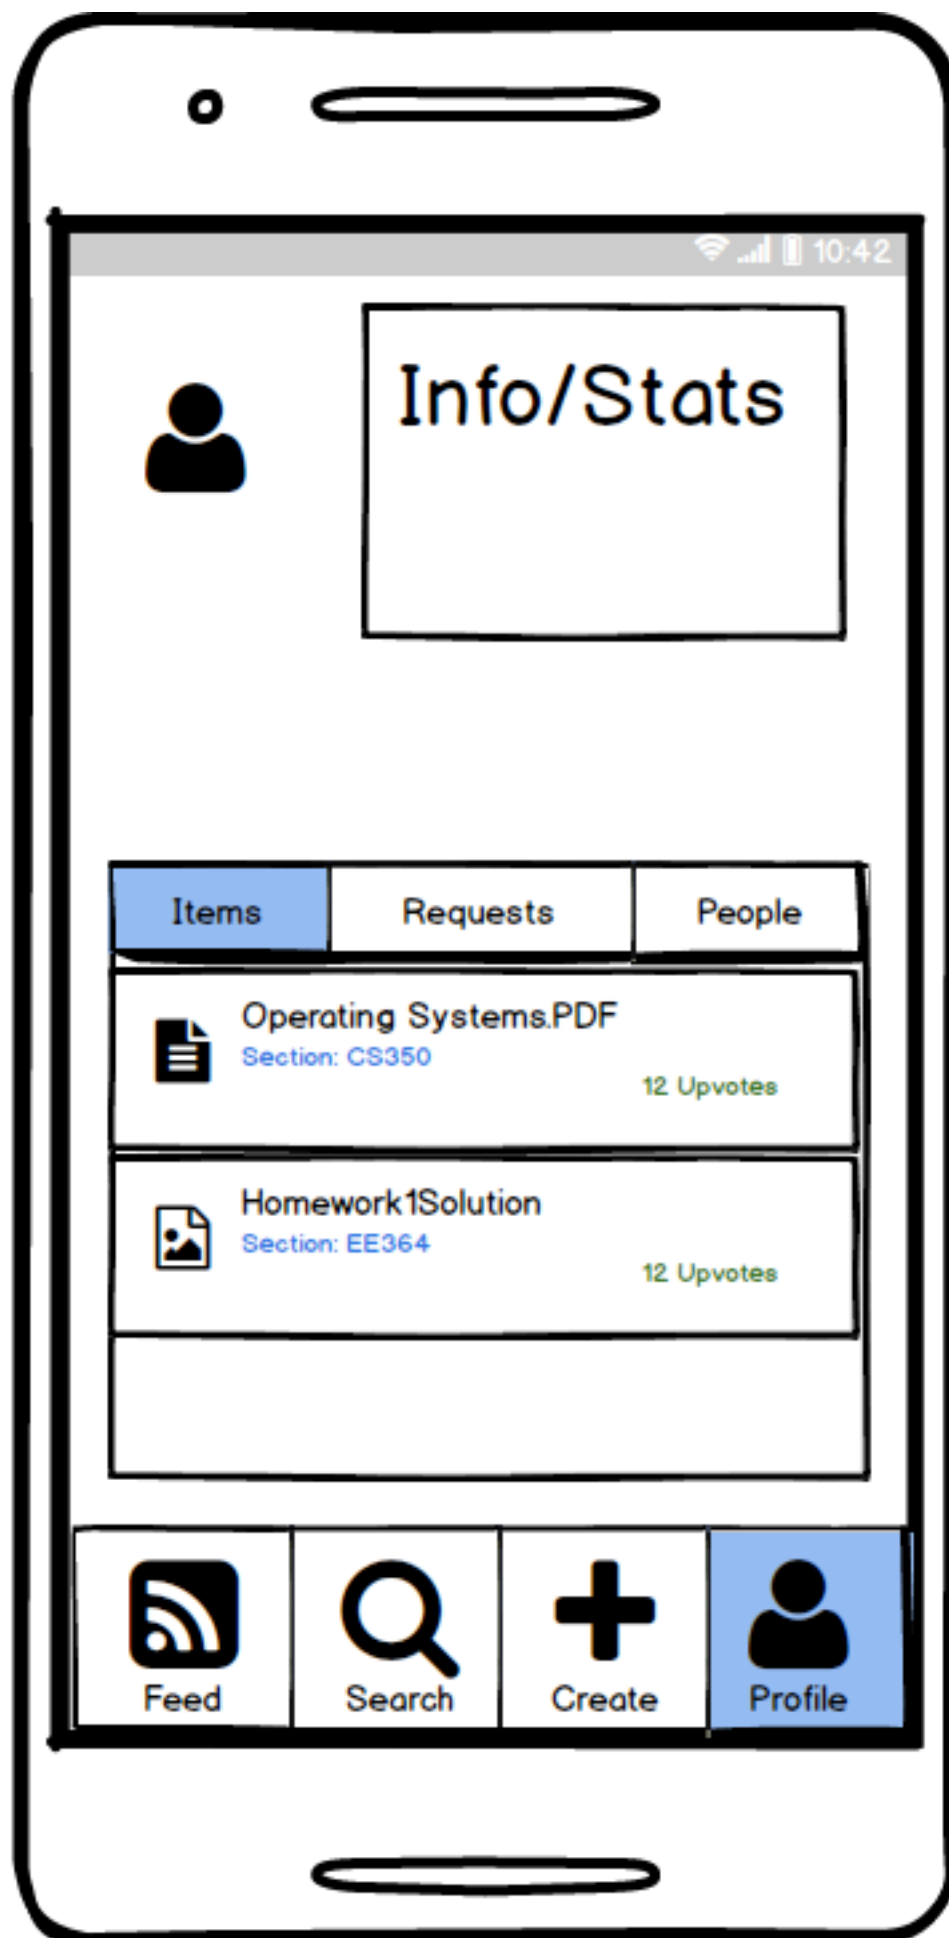 10:42
Info/Stats
Items Requests People
Operating Systems.PDF
Section: CS350
12 Upvotes
Homework1Solution
Section: EE364
12 Upvotes
Feed Search Create Profile